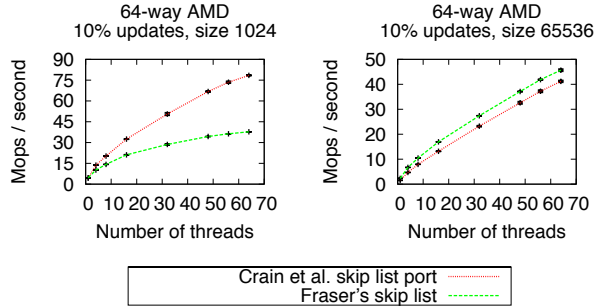 64-way AMD
10% updates, size 1024
90
75
60
45
30
15
0
Mops / second
0 10 20 30 40 50 60 70
Number of threads
64-way AMD
10% updates, size 65536
50
40
30
20
10
0
Mops / second
0 10 20 30 40 50 60 70
Number of threads
Crain et al. skip list port
Fraser's skip list